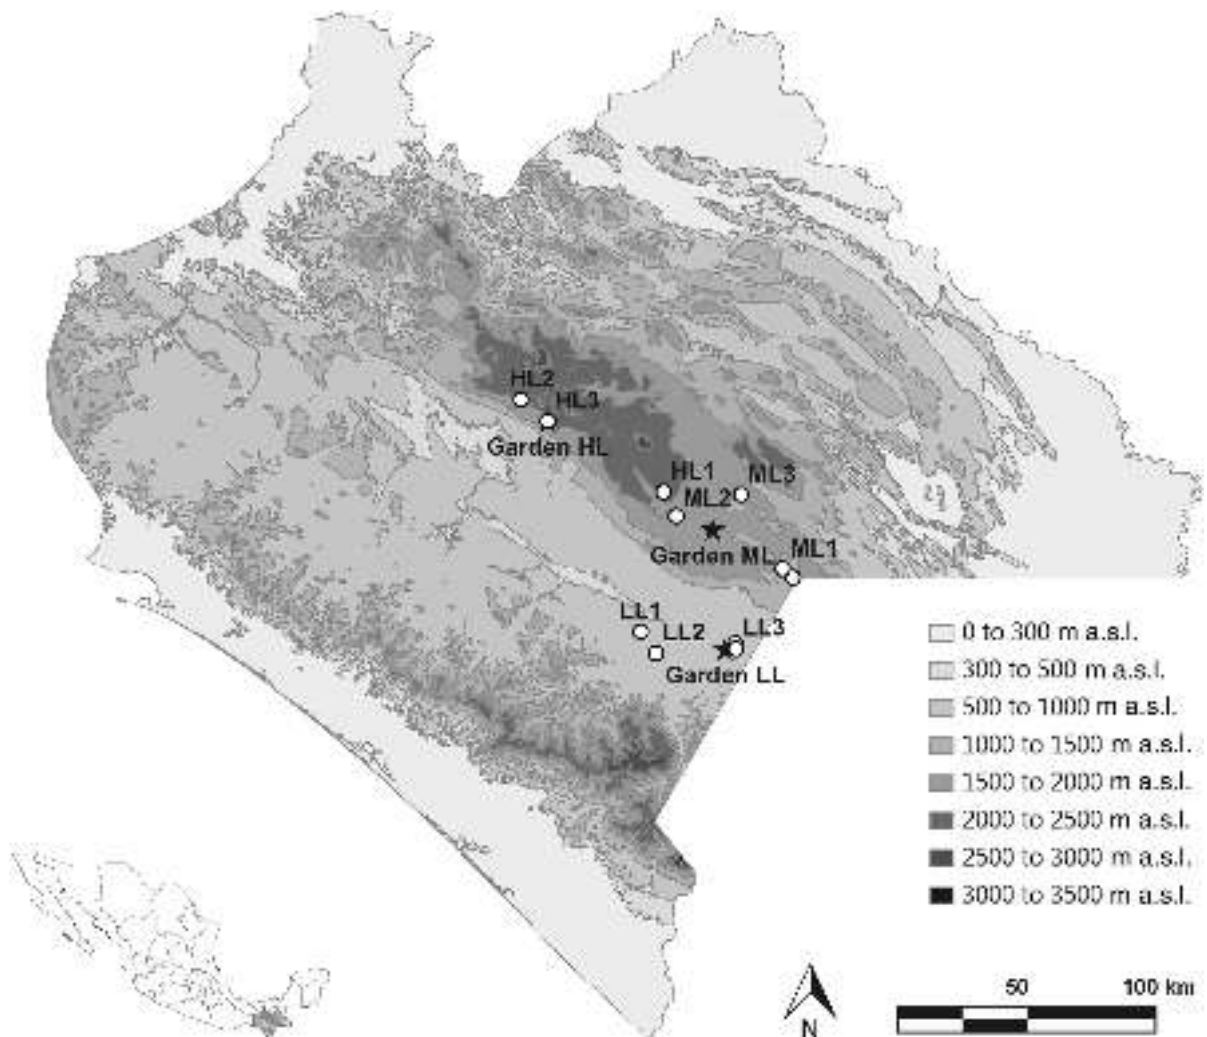 HL2
HL3
Garden HL
HL1
ML3
ML2
Garden ML
ML1
LL1
LL2
LL3
Garden LL
0 to 300 m a.s.l.
300 to 500 m a.s.l.
500 to 1000 m a.s.l.
1000 to 1500 m a.s.l.
1500 to 2000 m a.s.l.
2000 to 2500 m a.s.l.
2500 to 3000 m a.s.l.
3000 to 3500 m a.s.l.
50 100 km
N